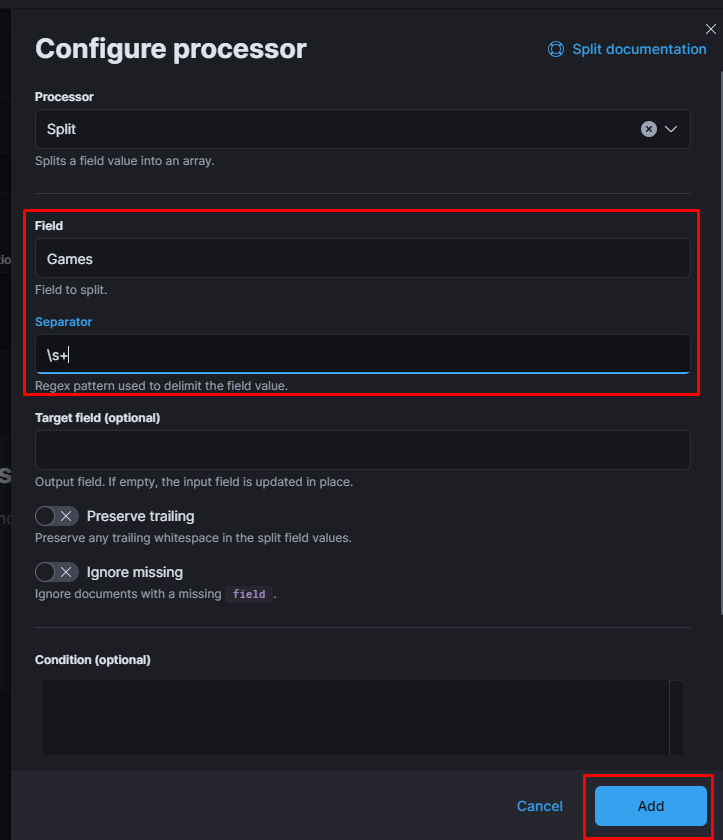 Configure processor
Split documentation
Processor
Split
Splits a field value into an array.
Field
Games
Field to split.
Separator
\s+
Regex pattern used to delimit the field value.
Target field (optional)
Output field. If empty, the input field is updated in place.
Preserve trailing
Preserve any trailing whitespace in the split field values.
Ignore missing
Ignore documents with a missing field .
Condition (optional)
Cancel
Add